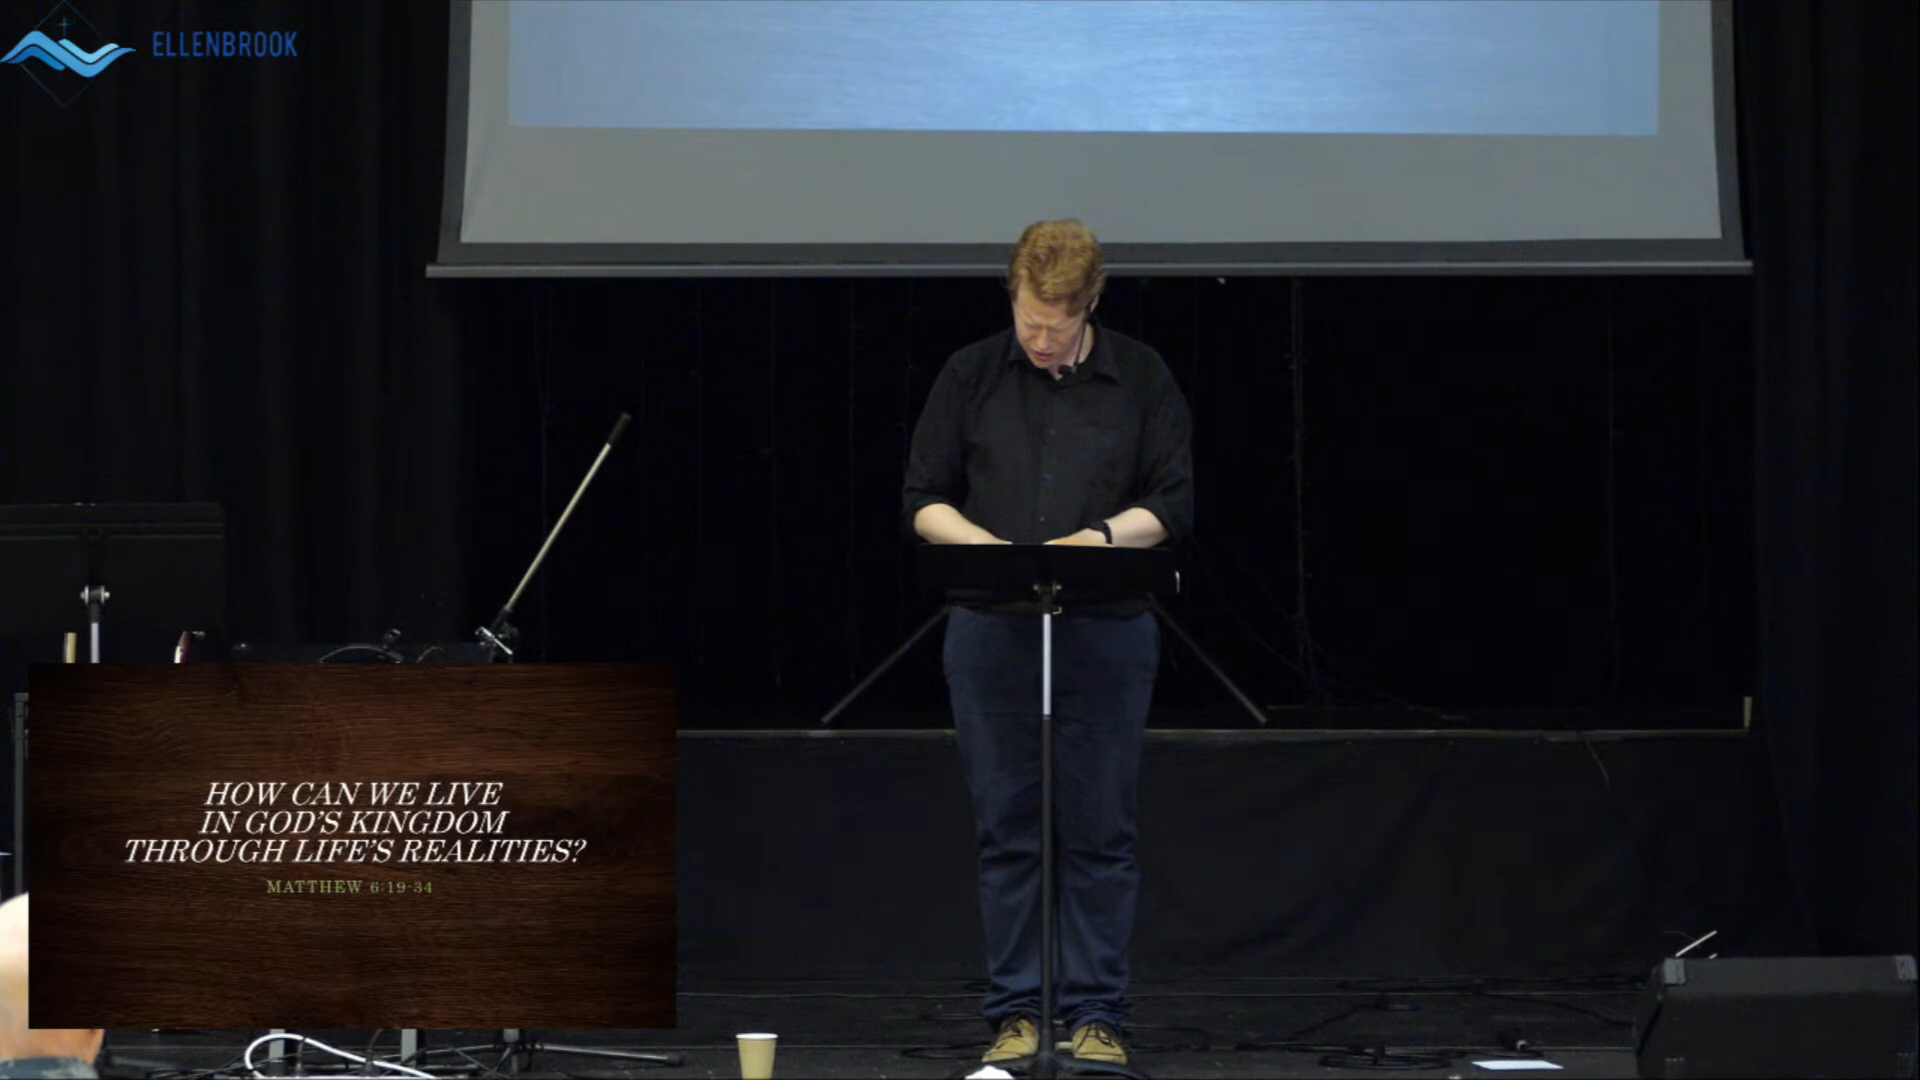 ELLENBROOK
HOW CAN WE LIVE
IN GOD'S KINGDOM
THROUGH LIFE'S REALITIES?
MATTHEW 6:19-34